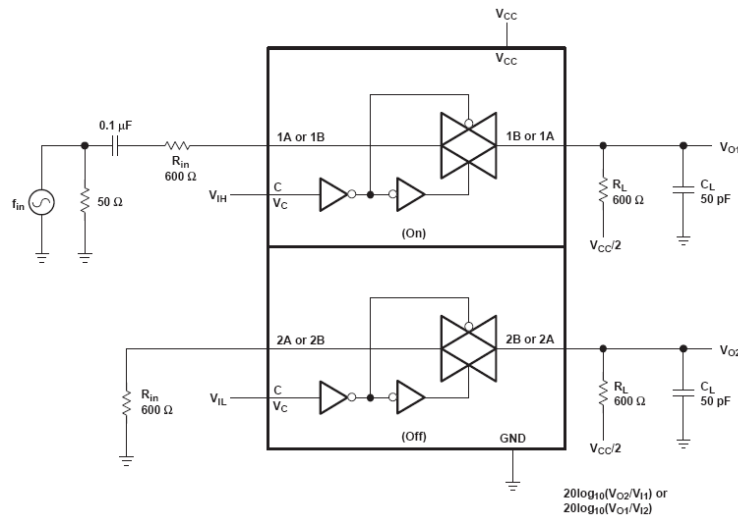 VCC
VCC
0.1 µF
1A or 1B
1B or 1A
VO1
Rin
600 Ω
fin
50 Ω
VIH
C
VC
(On)
RL
600 Ω
CL
50 pF
VCC/2
2A or 2B
2B or 2A
VO2
Rin
600 Ω
VIL
C
VC
(Off)
RL
600 Ω
CL
50 pF
VCC/2
GND
20log10(VO2/VI1) or
20log10(VO1/VI2)